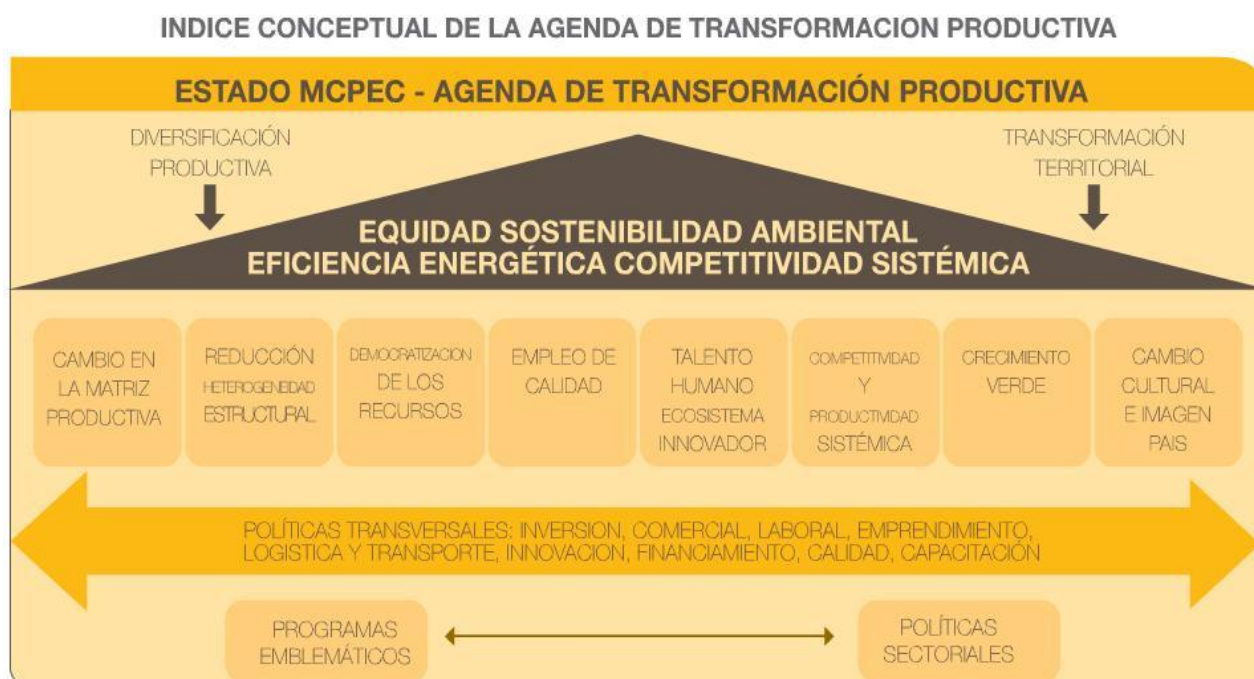 INDICE CONCEPTUAL DE LA AGENDA DE TRANSFORMACION PRODUCTIVA
ESTADO MCPEC - AGENDA DE TRANSFORMACIÓN PRODUCTIVA
DIVERSIFICACIÓN
PRODUCTIVA
TRANSFORMACIÓN
TERRITORIAL
EQUIDAD SOSTENIBILIDAD AMBIENTAL
EFICIENCIA ENERGÉTICA COMPETITIVIDAD SISTÉMICA
CAMBIO EN
LA MATRIZ
PRODUCTIVA
REDUCCIÓN
HETEROGENEIDAD
ESTRUCTURAL
DEMOCRATIZACION
DE LOS
RECURSOS
EMPLEO DE
CALIDAD
TALENTO
HUMANO
ECOSISTEMA
INNOVADOR
COMPETITIVIDAD
Y
PRODUCTIVIDAD
SISTÉMICA
CRECIMIENTO
VERDE
CAMBIO
CULTURAL
E IMAGEN
PAIS
POLÍTICAS TRANSVERSALES: INVERSION, COMERCIAL, LABORAL, EMPRENDIMIENTO,
LOGISTICA Y TRANSPORTE, INNOVACION, FINANCIAMIENTO, CALIDAD, CAPACITACIÓN
PROGRAMAS
EMBLEMÁTICOS
POLÍTICAS
SECTORIALES